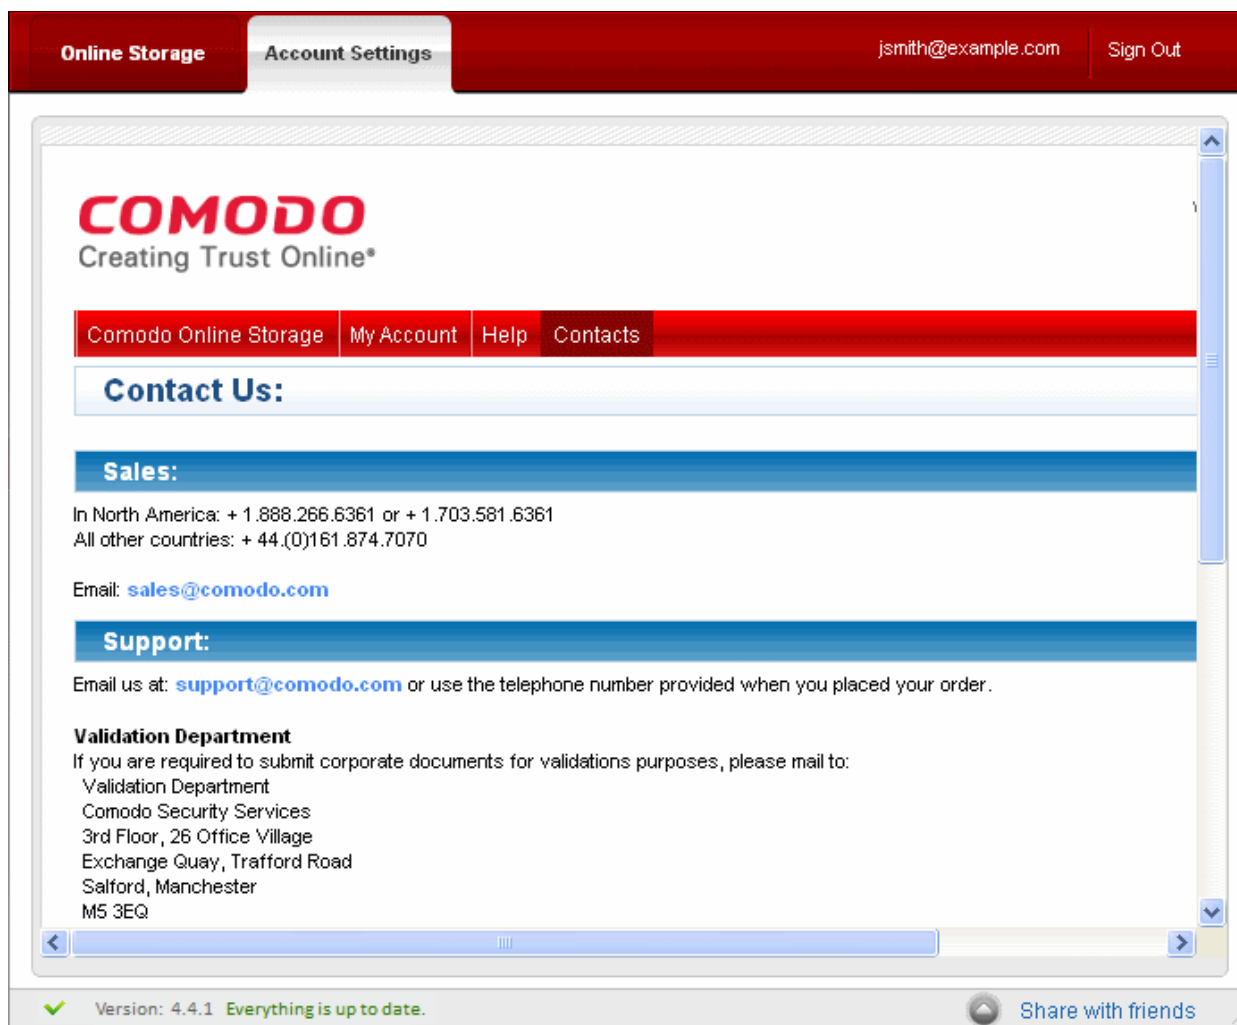 Online Storage
Account Settings
jsmith@example.com
Sign Out
COMODO
Creating Trust Online®
Comodo Online Storage
My Account
Help
Contacts
Contact Us:
Sales:
In North America: + 1.888.266.6361 or + 1.703.581.6361
All other countries: + 44.(0)161.874.7070
Email: sales@comodo.com
Support:
Email us at: support@comodo.com or use the telephone number provided when you placed your order.
Validation Department
If you are required to submit corporate documents for validations purposes, please mail to:
Validation Department
Comodo Security Services
3rd Floor, 26 Office Village
Exchange Quay, Trafford Road
Salford, Manchester
M5 3EQ
Version: 4.4.1 Everything is up to date.
Share with friends